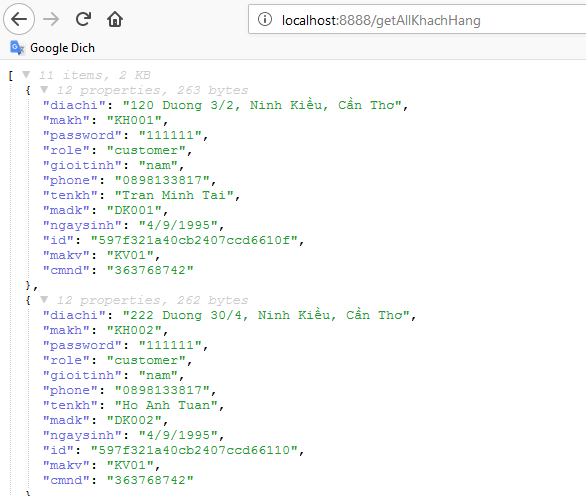 localhost:8888/getAllKhachHang
Google Dich
[ ▼ 11 items, 2 KB
{ ▼ 12 properties, 263 bytes
"diachi": "120 Duong 3/2, Ninh Kiều, Cần Thơ",
"makh": "KH001",
"password": "111111",
"role": "customer",
"gioitinh": "nam",
"phone": "0898133817",
"tenkh": "Tran Minh Tai",
"madk": "DK001",
"ngaysinh": "4/9/1995",
"id": "597f321a40cb2407ccd6610f",
"makv": "KV01",
"cmnd": "363768742"
},
{ ▼ 12 properties, 262 bytes
"diachi": "222 Duong 30/4, Ninh Kiều, Cần Thơ",
"makh": "KH002",
"password": "111111",
"role": "customer",
"gioitinh": "nam",
"phone": "0898133817",
"tenkh": "Ho Anh Tuan",
"madk": "DK002",
"ngaysinh": "4/9/1995",
"id": "597f321a40cb2407ccd66110",
"makv": "KV01",
"cmnd": "363768742"
},